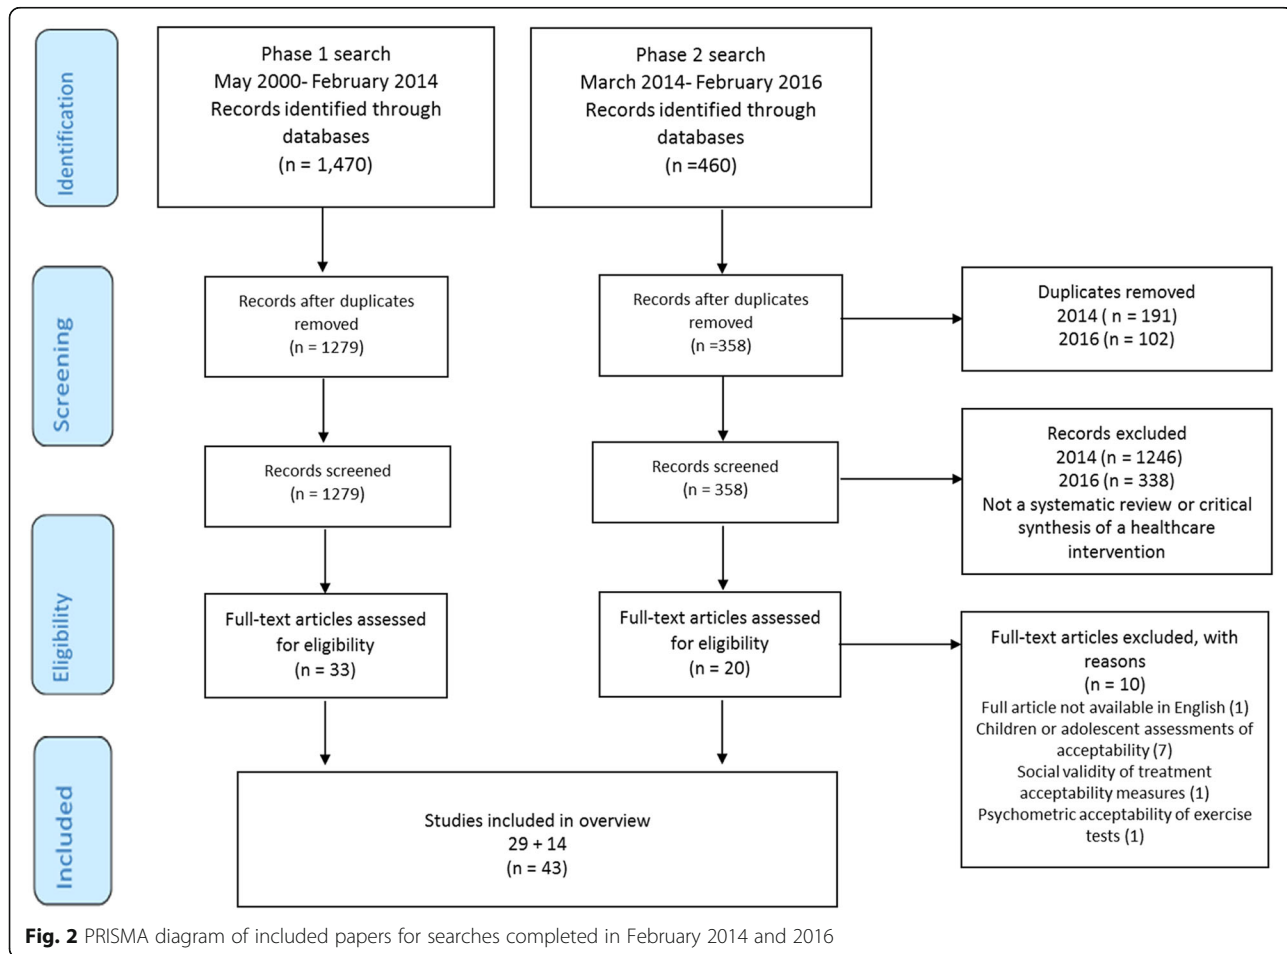 Identification
Phase 1 search
May 2000- February 2014
Records identified through
databases
(n = 1,470)
Phase 2 search
March 2014- February 2016
Records identified through
databases
(n =460)
Screening
Records after duplicates
removed
(n = 1279)
Records after duplicates
removed
(n =358)
Duplicates removed
2014 ( n = 191)
2016 (n = 102)
Records screened
(n = 1279)
Records screened
(n = 358)
Records excluded
2014 (n = 1246)
2016 (n = 338)
Not a systematic review or critical
synthesis of a healthcare
intervention
Eligibility
Full-text articles assessed
for eligibility
(n = 33)
Full-text articles assessed
for eligibility
(n = 20)
Full-text articles excluded, with
reasons
(n = 10)
Full article not available in English (1)
Children or adolescent assessments of
acceptability (7)
Social validity of treatment
acceptability measures (1)
Psychometric acceptability of exercise
tests (1)
Included
Studies included in overview
29 + 14
(n = 43)
Fig. 2 PRISMA diagram of included papers for searches completed in February 2014 and 2016